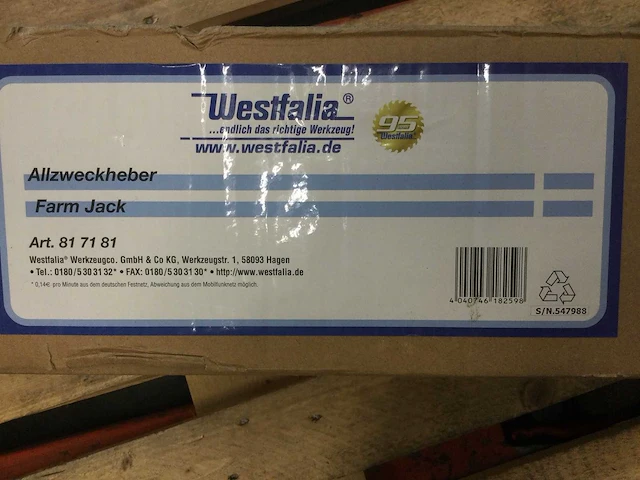 Westfalia®
...endlich das richtige Werkzeug!
www.westfalia.de
95
Westfalia
Allzweckheber
Farm Jack
Art. 81 71 81
Westfalia® Werkzeugco. GmbH & Co KG, Werkzeugstr. 1, 58093 Hagen
• Tel.: 0180/5 30 31 32* • FAX: 0180/5 30 31 30* • http://www.westfalia.de
* 0,14€ pro Minute aus dem deutschen Festnetz, Abweichung aus dem Mobilfunknetz möglich.
4 040746 182598
S/N.547988